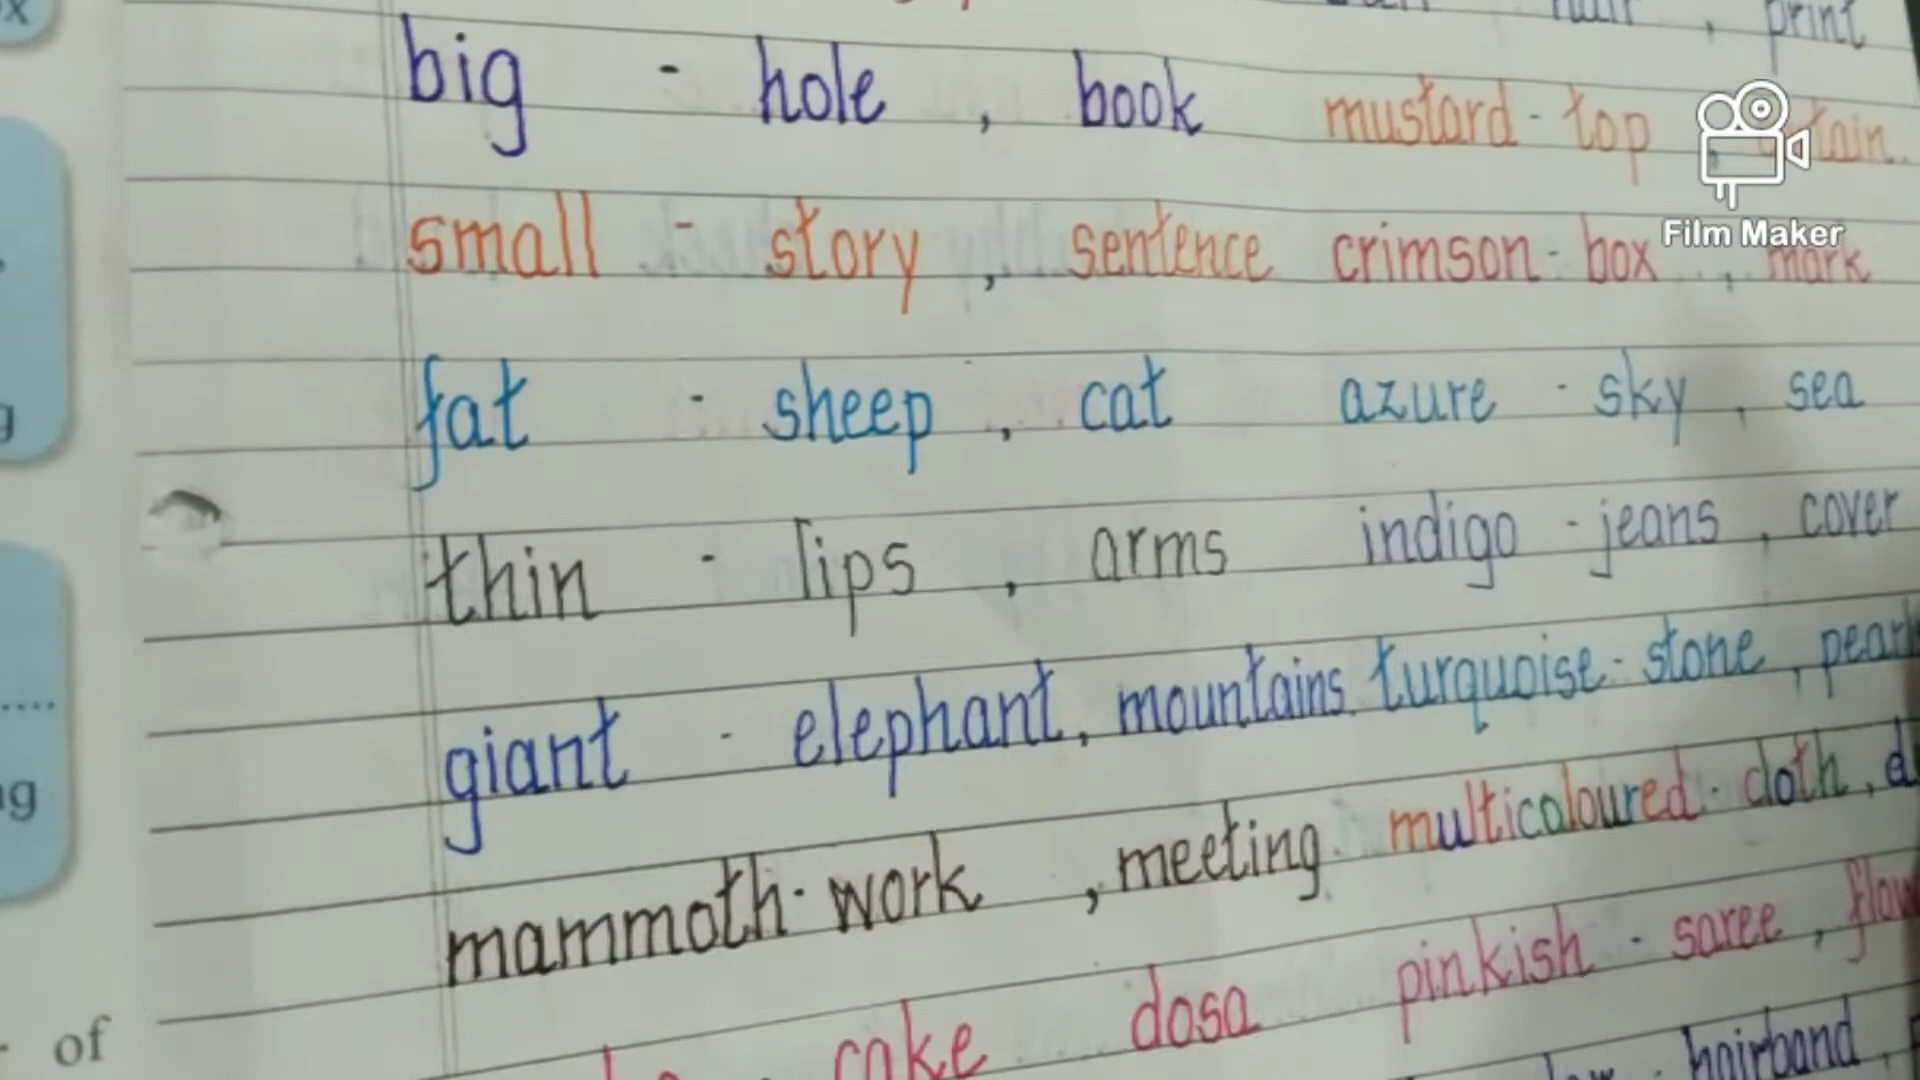 hair , print
big - hole , book mustard - top ,
small - story , sentence crimson - box , mark
Film Maker
fat - sheep , cat azure - sky , sea
thin - lips , arms indigo - jeans , cover
giant - elephant, mountains. turquoise - stone , pearl
mammoth - work , meeting. multicoloured - cloth ,
cake dosa pinkish - saree ,
hairband ,
of